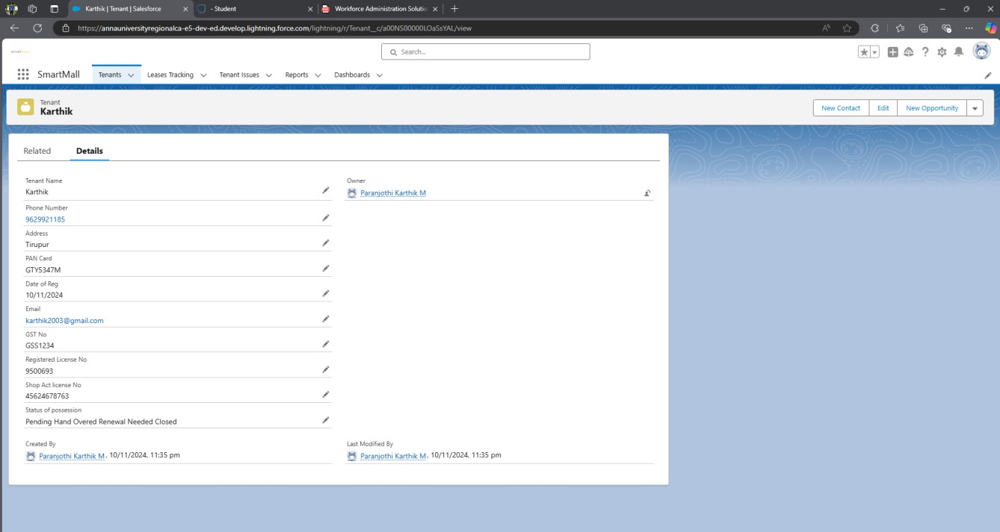 Karthik | Tenant | Salesforce
- Student
Workforce Administration Solutio
https://annauniversityregionalca-e5-dev-ed.develop.lightning.force.com/lightning/r/Tenant__c/a00NS00000LOaSsYAL/view
SMARTMALL
Search...
SmartMall
Tenants
Leases Tracking
Tenant Issues
Reports
Dashboards
Tenant
Karthik
New Contact
Edit
New Opportunity
Related
Details
Tenant Name
Karthik
Owner
Paranjothi Karthik M
Phone Number
9629921185
Address
Tirupur
PAN Card
GTY5347M
Date of Reg
10/11/2024
Email
karthik2003@gmail.com
GST No
GSS1234
Registered License No
9500693
Shop Act license No
45624678763
Status of possession
Pending Hand Overed Renewal Needed Closed
Created By
Paranjothi Karthik M, 10/11/2024, 11:35 pm
Last Modified By
Paranjothi Karthik M, 10/11/2024, 11:35 pm